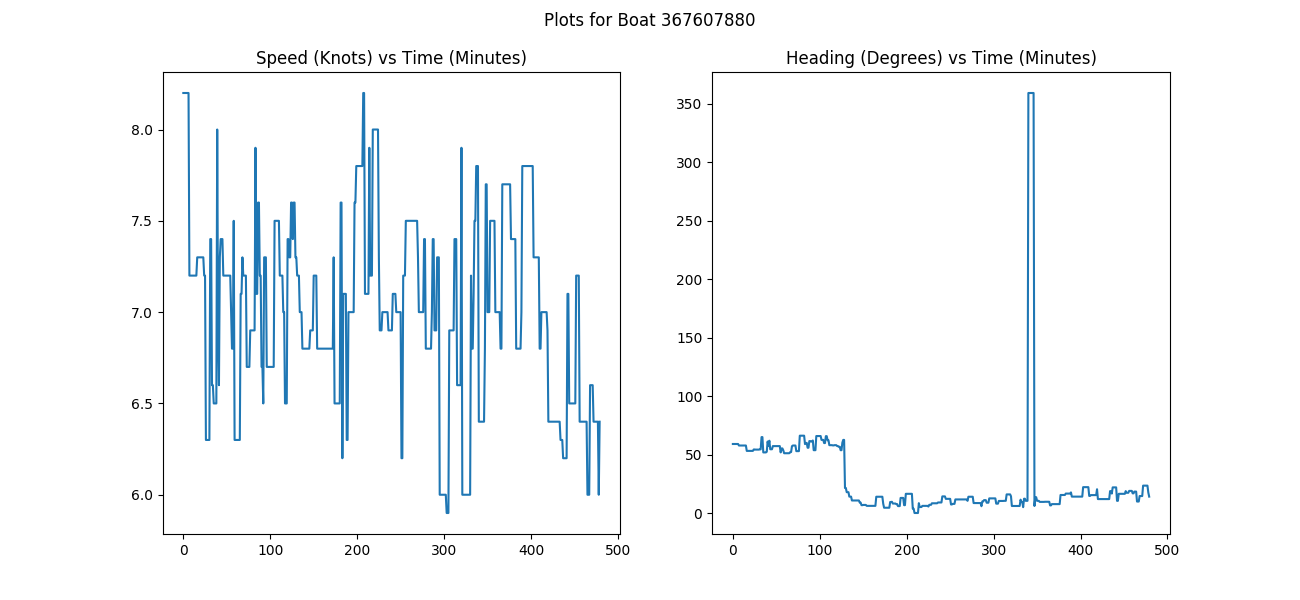 Plots for Boat 367607880
Speed (Knots) vs Time (Minutes)
8.0
7.5
7.0
6.5
6.0
0 100 200 300 400 500
Heading (Degrees) vs Time (Minutes)
350
300
250
200
150
100
50
0
0 100 200 300 400 500